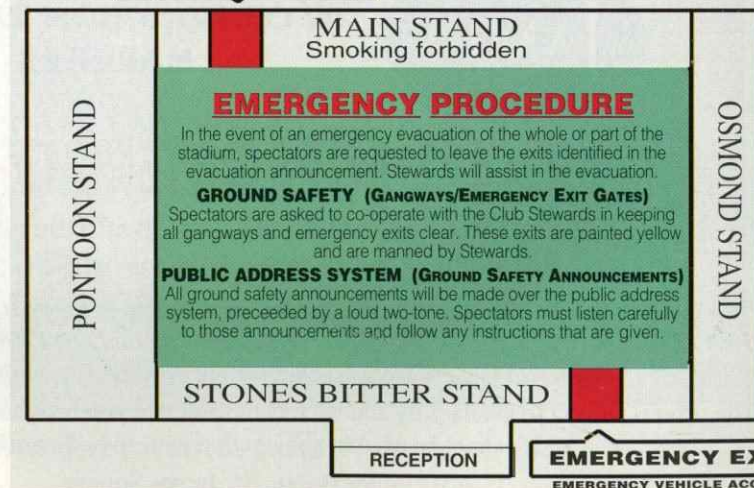 MAIN STAND
Smoking forbidden
PONTOON STAND
EMERGENCY PROCEDURE
In the event of an emergency evacuation of the whole or part of the
stadium, spectators are requested to leave the exits identified in the
evacuation announcement. Stewards will assist in the evacuation.
GROUND SAFETY (GANGWAYS/EMERGENCY EXIT GATES)
Spectators are asked to co-operate with the Club Stewards in keeping
all gangways and emergency exits clear. These exits are painted yellow
and are manned by Stewards.
PUBLIC ADDRESS SYSTEM (GROUND SAFETY ANNOUNCEMENTS)
All ground safety announcements will be made over the public address
system, preceeded by a loud two-tone. Spectators must listen carefully
to those announcements and follow any instructions that are given.
OSMOND STAND
STONES BITTER STAND
RECEPTION
EMERGENCY EX
EMERGENCY VEHICLE ACC